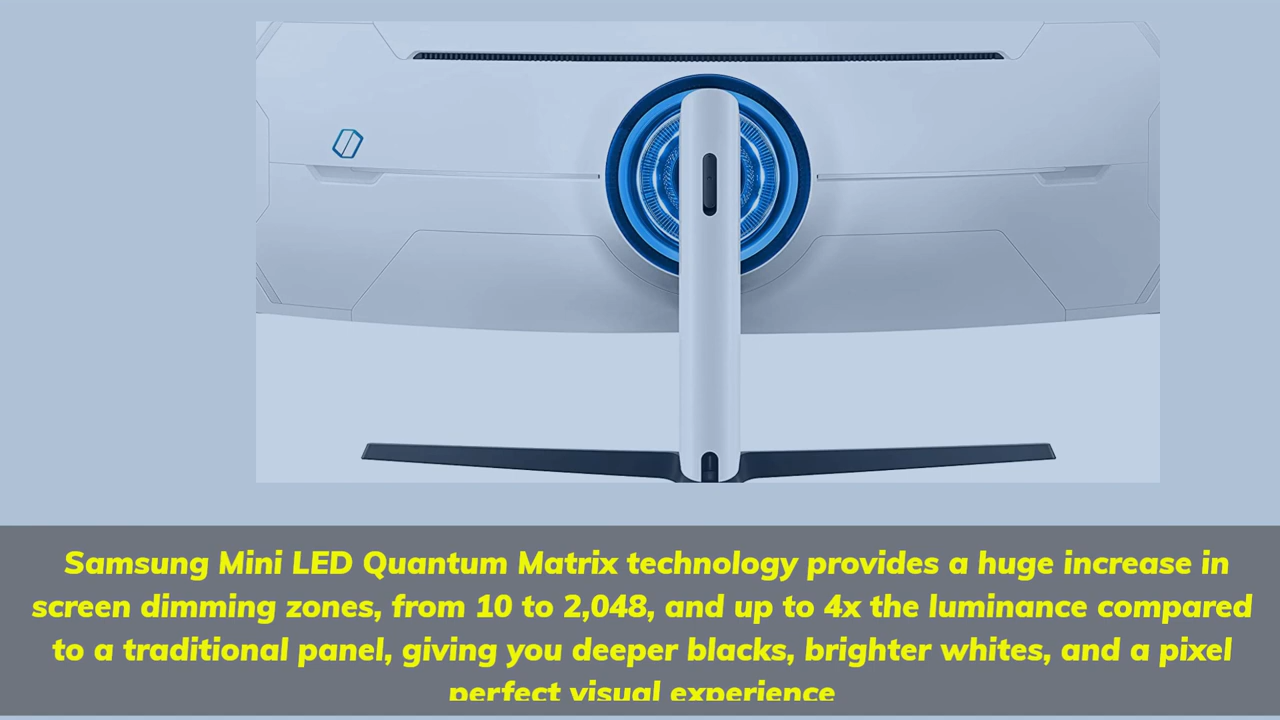 Samsung Mini LED Quantum Matrix technology provides a huge increase in
screen dimming zones, from 10 to 2,048, and up to 4x the luminance compared
to a traditional panel, giving you deeper blacks, brighter whites, and a pixel
perfect visual experience